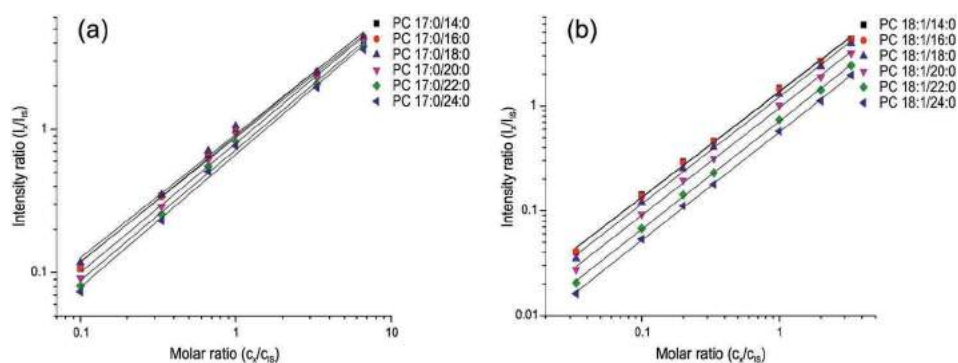 (a)
PC 17:0/14:0
PC 17:0/16:0
PC 17:0/18:0
PC 17:0/20:0
PC 17:0/22:0
PC 17:0/24:0
Intensity ratio (Iₓ/I_IS)
1
0.1
0.1
1
10
Molar ratio (cₓ/c_IS)
(b)
PC 18:1/14:0
PC 18:1/16:0
PC 18:1/18:0
PC 18:1/20:0
PC 18:1/22:0
PC 18:1/24:0
Intensity ratio (Iₓ/I_IS)
1
0.1
0.01
0.1
1
Molar ratio (cₓ/c_IS)